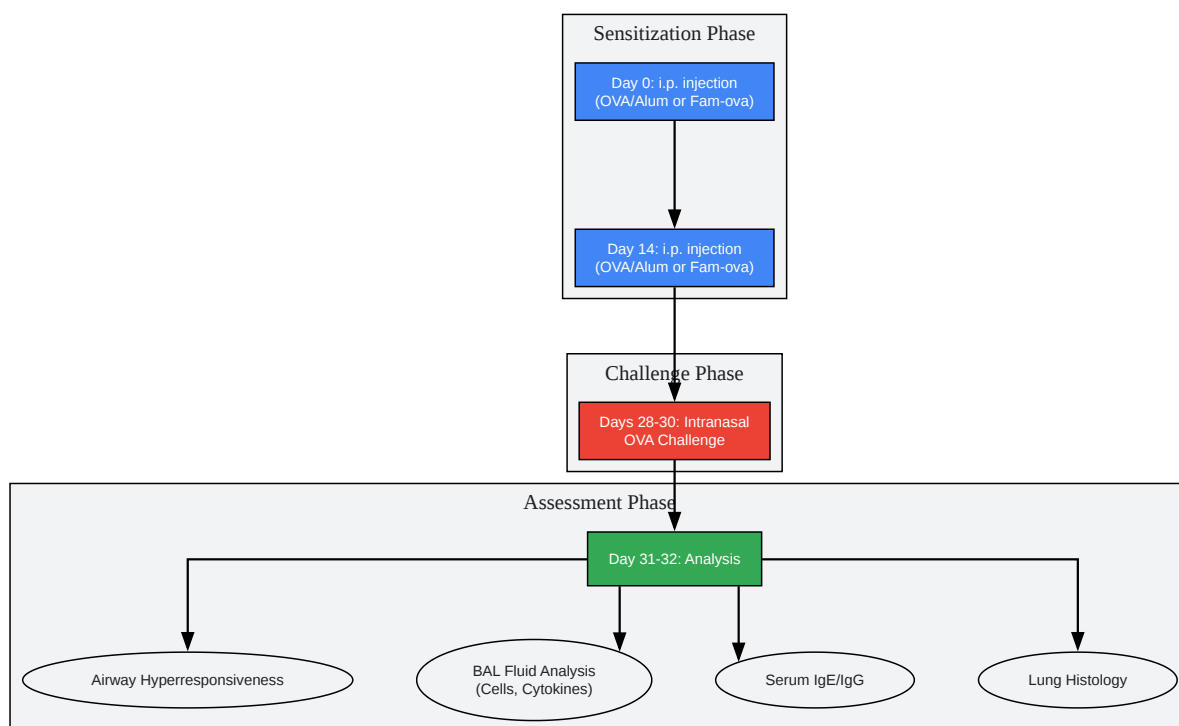 Sensitization Phase
Day 0: i.p. injection
(OVA/Alum or Fam-ova)
Day 14: i.p. injection
(OVA/Alum or Fam-ova)
Challenge Phase
Days 28-30: Intranasal
OVA Challenge
Assessment Phase
Day 31-32: Analysis
Airway Hyperresponsiveness
BAL Fluid Analysis
(Cells, Cytokines)
Serum IgE/IgG
Lung Histology